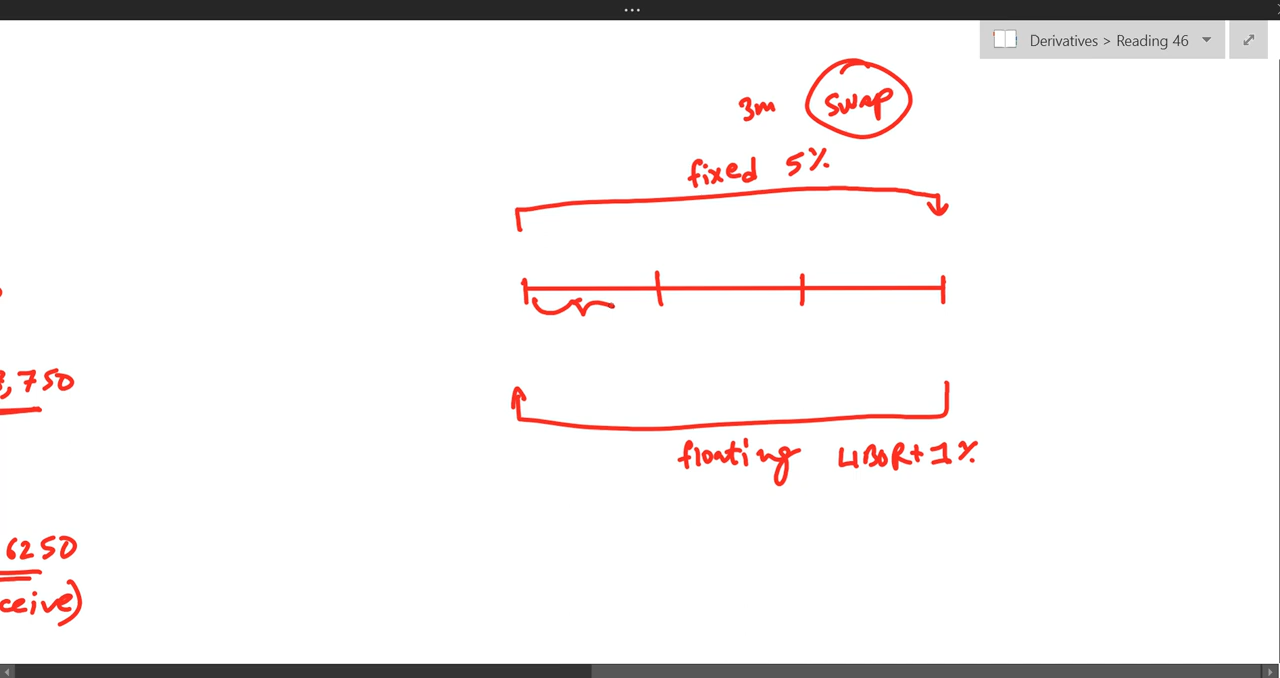 Derivatives > Reading 46
3m swap
fixed 5%
,750
floating LIBOR+1%
6250
ceive)